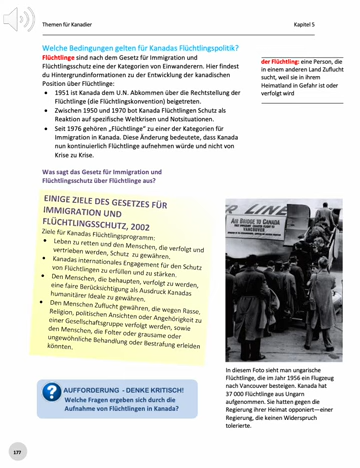 Themen für Kanadier
Kapitel 5
Welche Bedingungen gelten für Kanadas Flüchtlingspolitik?
Flüchtlinge sind nach dem Gesetz für Immigration und
Flüchtlingsschutz eine der Kategorien von Einwanderern. Hier findest
du Hintergrundinformationen zu der Entwicklung der kanadischen
Position über Flüchtlinge:
• 1951 ist Kanada dem U.N. Abkommen über die Rechtstellung der
Flüchtlinge (die Flüchtlingskonvention) beigetreten.
• Zwischen 1950 und 1970 bot Kanada Flüchtlingen Schutz als
Reaktion auf spezifische Weltkrisen und Notsituationen.
• Seit 1976 gehören „Flüchtlinge" zu einer der Kategorien für
Immigration in Kanada. Diese Änderung bedeutete, dass Kanada
nun kontinuierlich Flüchtlinge aufnehmen würde und nicht von
Krise zu Krise.
der Flüchtling: eine Person, die
in einem anderen Land Zuflucht
sucht, weil sie in ihrem
Heimatland in Gefahr ist oder
verfolgt wird
Was sagt das Gesetz für Immigration und
Flüchtlingsschutz über Flüchtlinge aus?
EINIGE ZIELE DES GESETZES FÜR
IMMIGRATION UND
FLÜCHTLINGSSCHUTZ, 2002
Ziele für Kanadas Flüchtlingsprogramm:
• Leben zu retten und den Menschen, die verfolgt und
vertrieben werden, Schutz zu gewähren.
• Kanadas internationales Engagement für den Schutz
von Flüchtlingen zu erfüllen und zu stärken.
• Den Menschen, die behaupten, verfolgt zu werden,
eine faire Berücksichtigung als Ausdruck Kanadas
humanitärer Ideale zu gewähren.
• Den Menschen Zuflucht gewähren, die wegen Rasse,
Religion, politischen Ansichten oder Angehörigkeit zu
einer Gesellschaftsgruppe verfolgt werden, sowie
den Menschen, die Folter oder grausame oder
ungewöhnliche Behandlung oder Bestrafung erleiden
könnten.
LINE
AIR BRIDGE TO CANADA
VANCOUVER
In diesem Foto sieht man ungarische
Flüchtlinge, die im Jahr 1956 ein Flugzeug
nach Vancouver besteigen. Kanada hat
37 000 Flüchtlinge aus Ungarn
aufgenommen. Sie hatten gegen die
Regierung ihrer Heimat opponiert—einer
Regierung, die keinen Widerspruch
tolerierte.
?
AUFFORDERUNG - DENKE KRITISCH!
Welche Fragen ergeben sich durch die
Aufnahme von Flüchtlingen in Kanada?
177